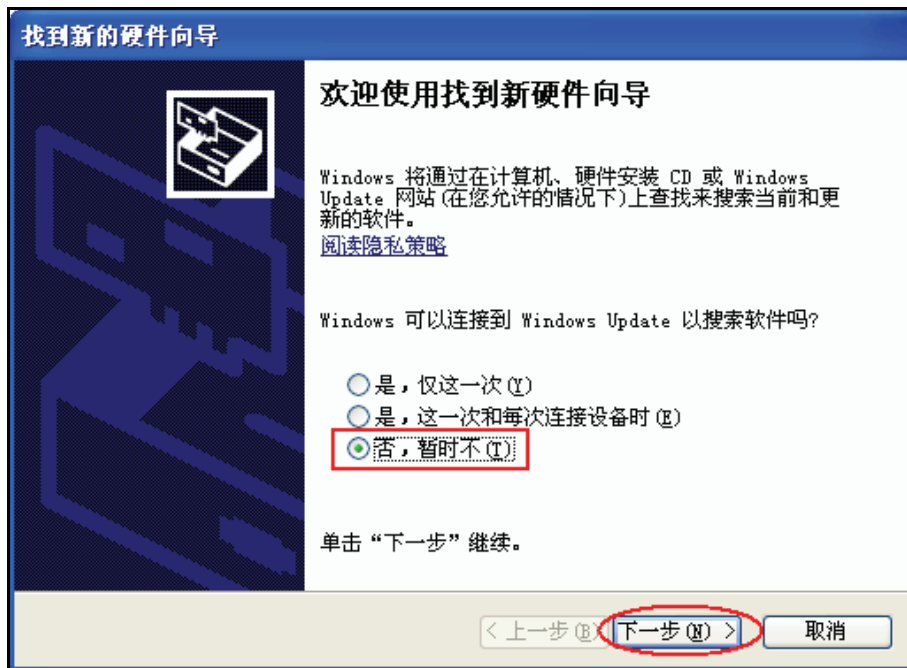 找到新的硬件向导
欢迎使用找到新硬件向导
Windows 将通过在计算机、硬件安装 CD 或 Windows
Update 网站(在您允许的情况下)上查找来搜索当前和更
新的软件。
阅读隐私策略
Windows 可以连接到 Windows Update 以搜索软件吗?
是，仅这一次(Y)
是，这一次和每次连接设备时(E)
否，暂时不(T)
单击“下一步”继续。
< 上一步(B) 下一步(N) > 取消